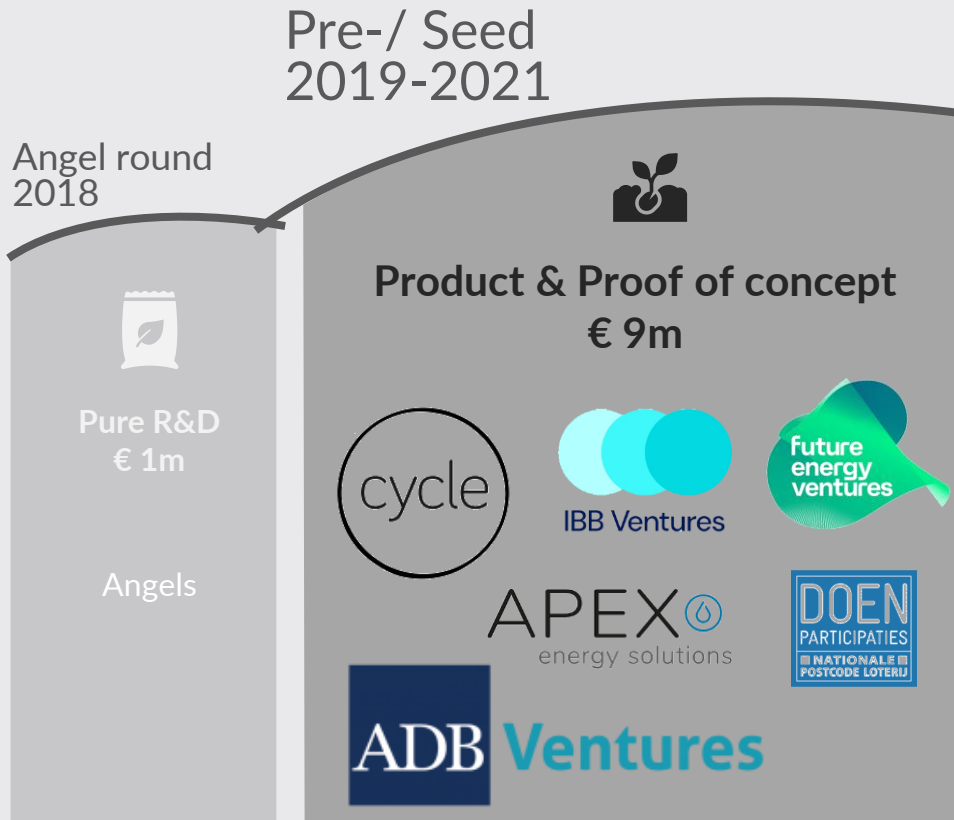 Pre-/ Seed
2019-2021
Angel round
2018
Product & Proof of concept
€ 9m
Pure R&D
€ 1m
Angels
cycle
IBB Ventures
future
energy
ventures
APEX
energy solutions
DOEN
PARTICIPATIES
NATIONALE
POSTCODE LOTERIJ
ADB Ventures